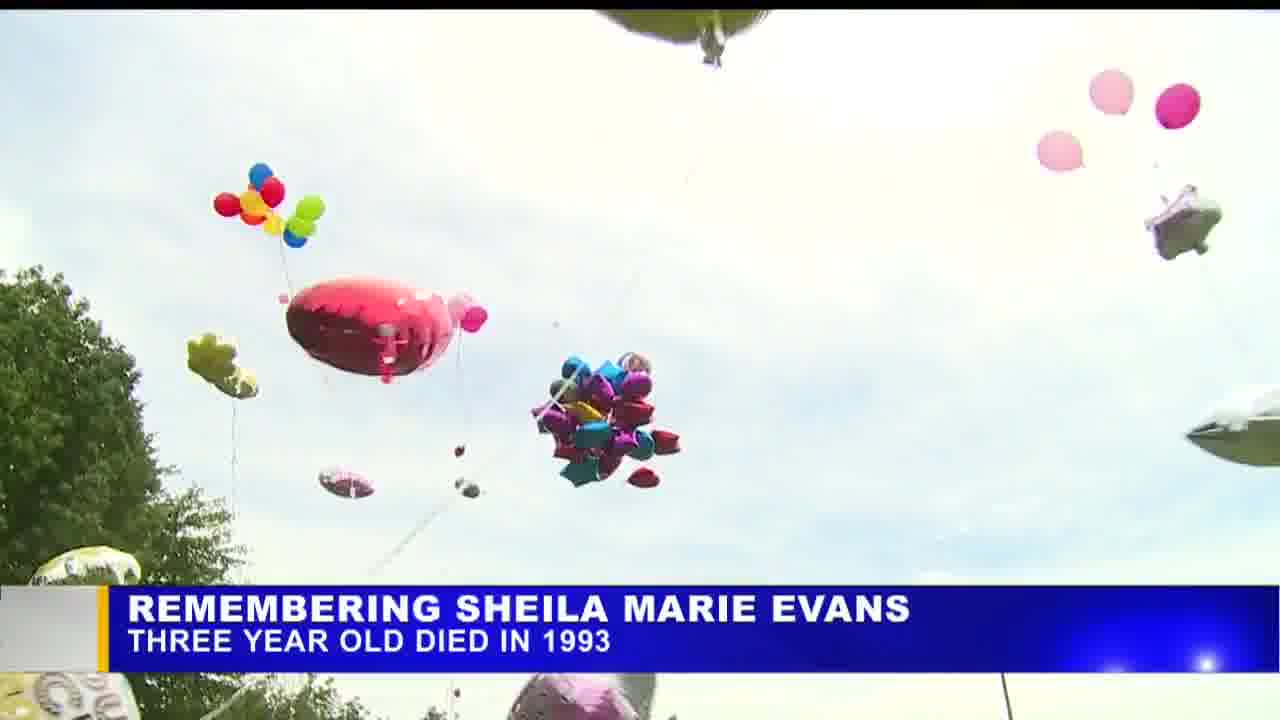 REMEMBERING SHEILA MARIE EVANS
THREE YEAR OLD DIED IN 1993